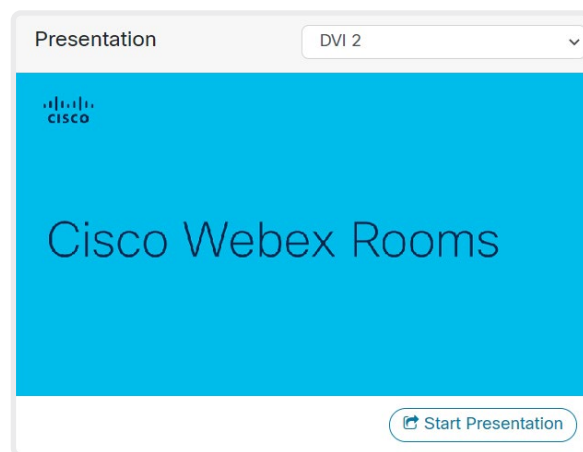 Presentation
DVI 2
CISCO
Cisco Webex Rooms
Start Presentation